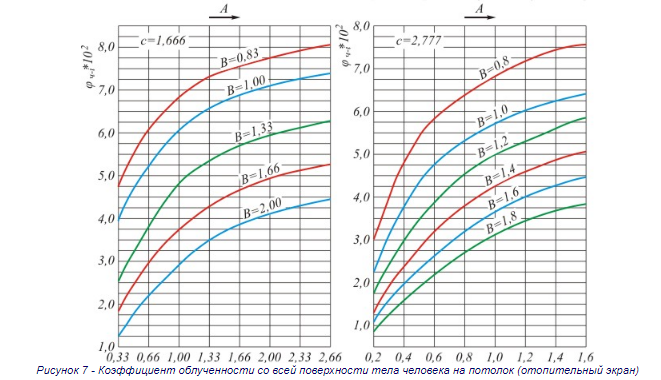 A
8,0 7,0 6,0 5,0 4,0 3,0 2,0 1,0
φч-i*10²
c=1,666
B=0,83
B=1,00
B=1,33
B=1,66
B=2,00
0,33 0,66 1,00 1,33 1,66 2,00 2,33 2,66
A
8,0 7,0 6,0 5,0 4,0 3,0 2,0 1,0
φч-i*10²
c=2,777
B=0,8
B=1,0
B=1,2
B=1,4
B=1,6
B=1,8
0,2 0,4 0,6 0,8 1,0 1,2 1,4 1,6
Рисунок 7 - Коэффициент облученности со всей поверхности тела человека на потолок (отопительный экран)